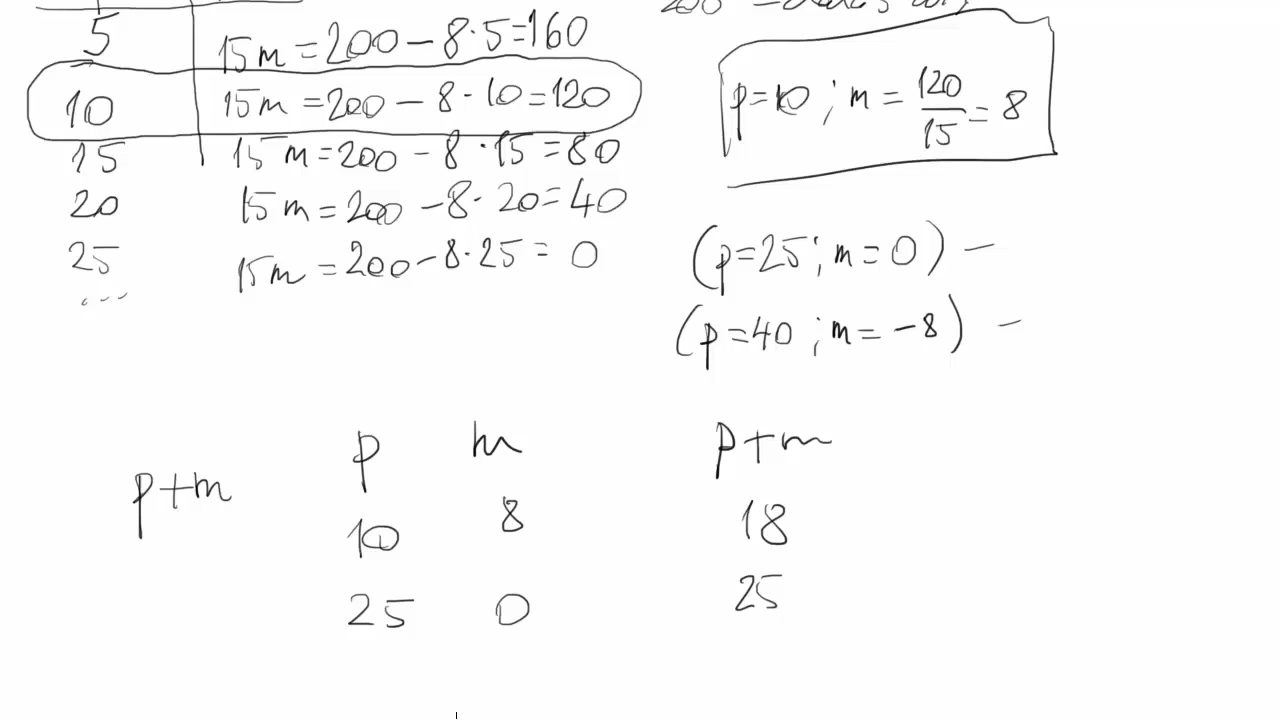 200 –
5 15m = 200 – 8·5 = 160
10 15m = 200 – 8·10 = 120
15 15m = 200 – 8·15 = 80
20 15m = 200 – 8·20 = 40
25 15m = 200 – 8·25 = 0
...
p = 10 ; m = 120/15 = 8
(p = 25 ; m = 0) –
(p = 40 ; m = –8) –
p+m
p m p+m
10 8 18
25 0 25